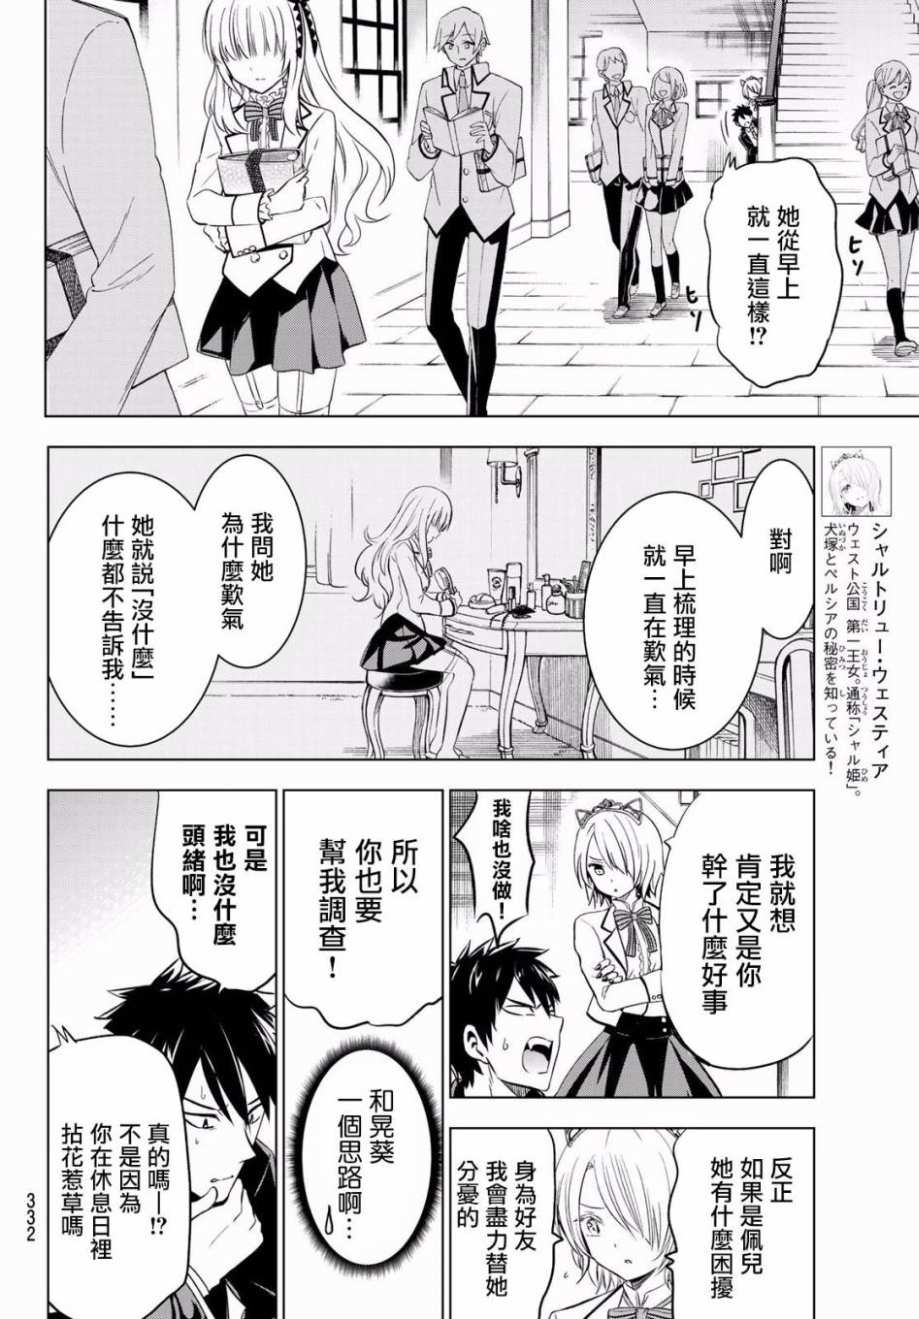 她從早上
就一直這樣!?
ヒソ
ヒソ
對啊
早上梳理的時候
就一直在歎氣…
我問她
為什麼歎氣
她就說「沒什麼」
什麼都不告訴我……
シャルトリュー・ウェスティア
ウェスト公国 第一王女。通称「シャル姫」。
犬塚とペルシアの秘密を知っている!
我就想
肯定又是你
幹了什麼好事
我啥也沒做!
反正
如果是佩兒
她有什麼困擾
身為好友
我會盡力替她
分憂的
所以
你也要
幫我調查!
和晃葵
一個思路啊…
可是
我也沒什麼
頭緒啊…
真的嗎—!?
不是因為
你在休息日裡
拈花惹草嗎
332